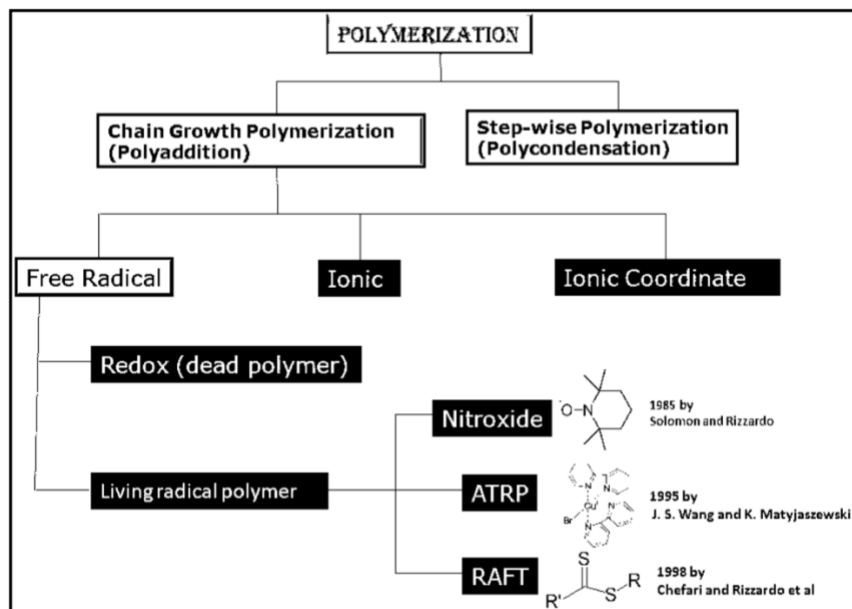 POLYMERIZATION
Chain Growth Polymerization
(Polyaddition)
Step-wise Polymerization
(Polycondensation)
Free Radical
Ionic
Ionic Coordinate
Redox (dead polymer)
Living radical polymer
Nitroxide
O
N
1985 by
Solomon and Rizzardo
ATRP
N
N
Cu
Br
N
N
1995 by
J. S. Wang and K. Matyjaszewski
RAFT
S
R
R'
S
1998 by
Chefari and Rizzardo et al